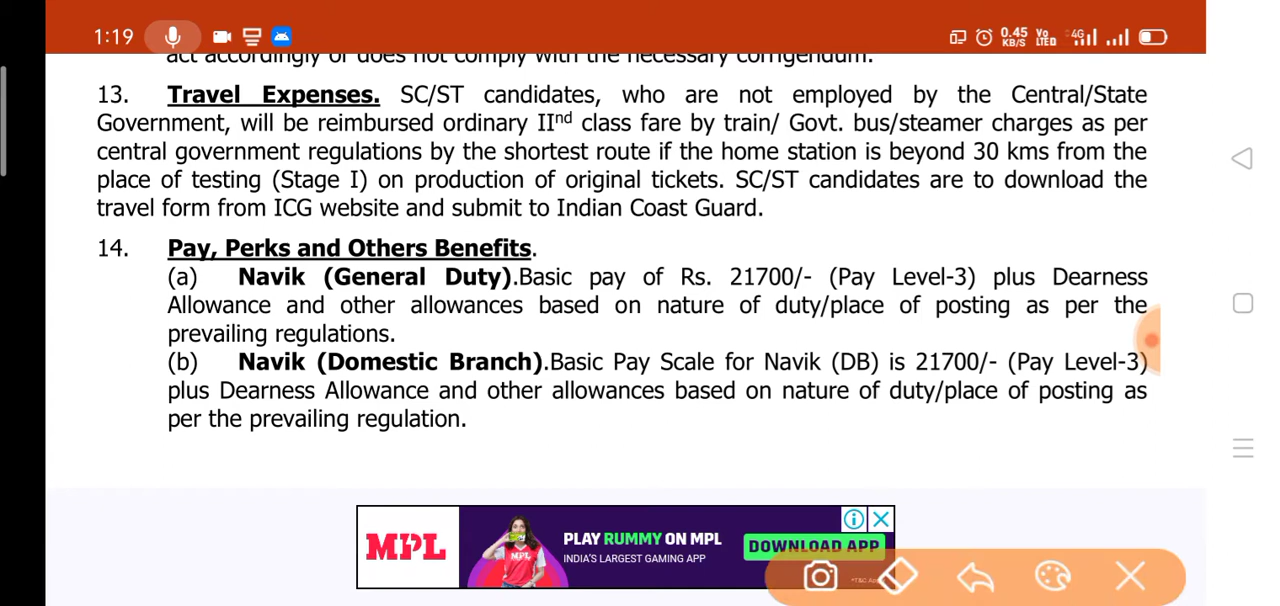 1:19
0.45 KB/S Vo LTED 4G
act accordingly or does not comply with the necessary corrigendum.
13. Travel Expenses. SC/ST candidates, who are not employed by the Central/State
Government, will be reimbursed ordinary IInd class fare by train/ Govt. bus/steamer charges as per
central government regulations by the shortest route if the home station is beyond 30 kms from the
place of testing (Stage I) on production of original tickets. SC/ST candidates are to download the
travel form from ICG website and submit to Indian Coast Guard.
14. Pay, Perks and Others Benefits.
(a) Navik (General Duty).Basic pay of Rs. 21700/- (Pay Level-3) plus Dearness
Allowance and other allowances based on nature of duty/place of posting as per the
prevailing regulations.
(b) Navik (Domestic Branch).Basic Pay Scale for Navik (DB) is 21700/- (Pay Level-3)
plus Dearness Allowance and other allowances based on nature of duty/place of posting as
per the prevailing regulation.
MPL
MPL
PLAY RUMMY ON MPL
INDIA'S LARGEST GAMING APP
DOWNLOAD APP